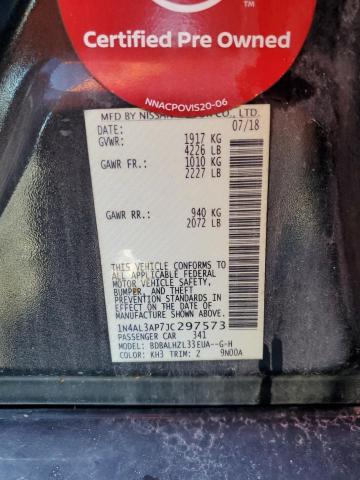 TM
Certified Pre Owned
NNACPOVIS20-06
MFD BY NISSAN CO., LTD.
DATE: 07/18
GVWR: 1917 KG
4226 LB
GAWR FR.: 1010 KG
2227 LB
GAWR RR.: 940 KG
2072 LB
THIS VEHICLE CONFORMS TO
ALL APPLICABLE FEDERAL
MOTOR VEHICLE SAFETY,
BUMPER, AND THEFT
PREVENTION STANDARDS
IN EFFECT ON THE DATE OF
MANUFACTURE SHOWN ABOVE.
1N4AL3AP7JC297573
PASSENGER CAR 341
MODEL: BDBALHZL33EUA--G-H
COLOR: KH3 TRIM: Z 9N00A